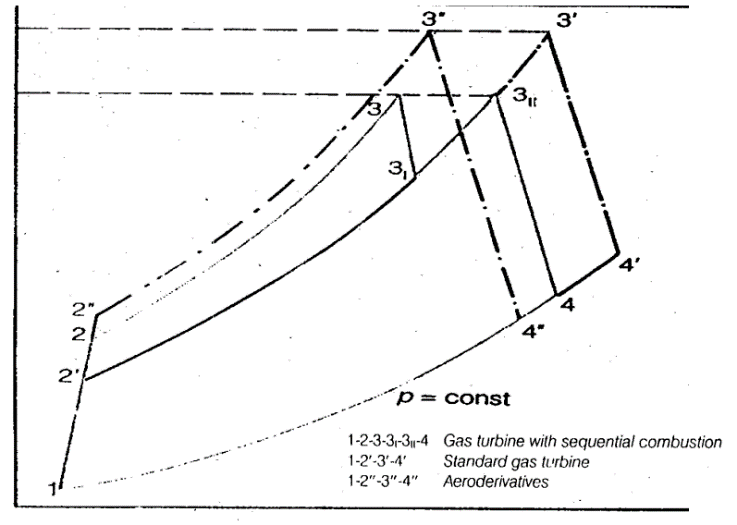 3″ 3′
3 3II
3I
2″
2
2′
4′
4
4″
1
p = const
1-2-3-3I-3II-4 Gas turbine with sequential combustion
1-2′-3′-4′ Standard gas turbine
1-2″-3″-4″ Aeroderivatives